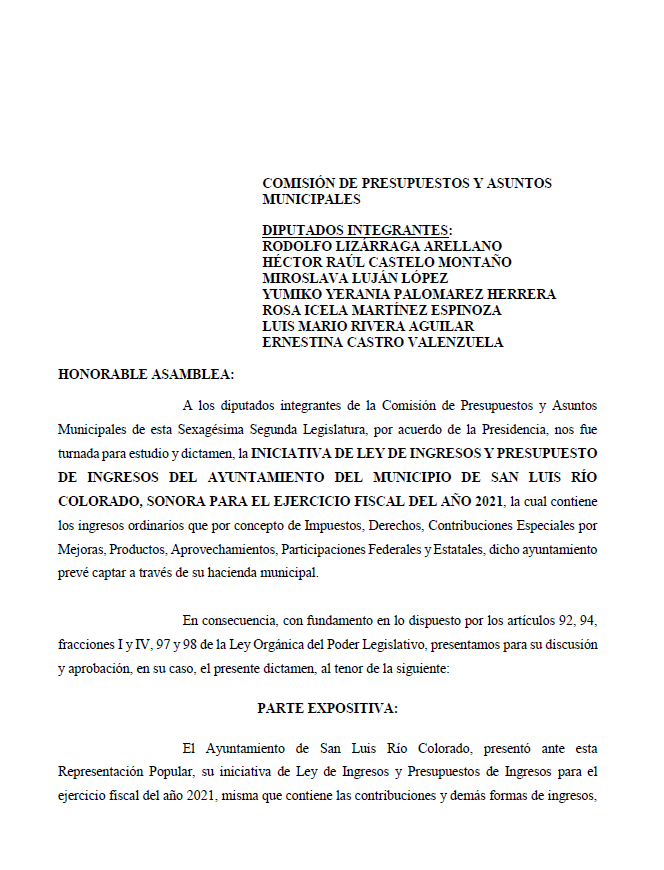 COMISIÓN DE PRESUPUESTOS Y ASUNTOS
MUNICIPALES
DIPUTADOS INTEGRANTES:
RODOLFO LIZÁRRAGA ARELLANO
HÉCTOR RAÚL CASTELO MONTAÑO
MIROSLAVA LUJÁN LÓPEZ
YUMIKO YERANIA PALOMAREZ HERRERA
ROSA ICELA MARTÍNEZ ESPINOZA
LUIS MARIO RIVERA AGUILAR
ERNESTINA CASTRO VALENZUELA
HONORABLE ASAMBLEA:
A los diputados integrantes de la Comisión de Presupuestos y Asuntos
Municipales de esta Sexagésima Segunda Legislatura, por acuerdo de la Presidencia, nos fue
turnada para estudio y dictamen, la INICIATIVA DE LEY DE INGRESOS Y PRESUPUESTO
DE INGRESOS DEL AYUNTAMIENTO DEL MUNICIPIO DE SAN LUIS RÍO
COLORADO, SONORA PARA EL EJERCICIO FISCAL DEL AÑO 2021, la cual contiene
los ingresos ordinarios que por concepto de Impuestos, Derechos, Contribuciones Especiales por
Mejoras, Productos, Aprovechamientos, Participaciones Federales y Estatales, dicho ayuntamiento
prevé captar a través de su hacienda municipal.
En consecuencia, con fundamento en lo dispuesto por los artículos 92, 94,
fracciones I y IV, 97 y 98 de la Ley Orgánica del Poder Legislativo, presentamos para su discusión
y aprobación, en su caso, el presente dictamen, al tenor de la siguiente:
PARTE EXPOSITIVA:
El Ayuntamiento de San Luis Río Colorado, presentó ante esta
Representación Popular, su iniciativa de Ley de Ingresos y Presupuestos de Ingresos para el
ejercicio fiscal del año 2021, misma que contiene las contribuciones y demás formas de ingresos,